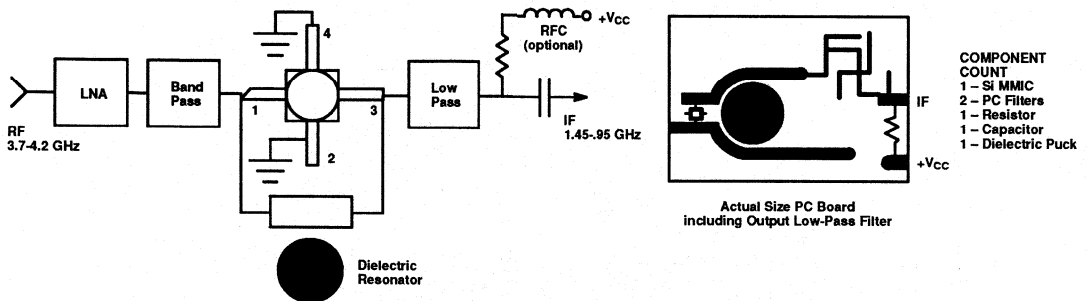 LNA
Band
Pass
4
1
3
2
Low
Pass
+VCC
RFC
(optional)
RF
3.7-4.2 GHz
IF
1.45-.95 GHz
Dielectric
Resonator
IF
+VCC
Actual Size PC Board
including Output Low-Pass Filter
COMPONENT
COUNT
1 – Si MMIC
2 – PC Filters
1 – Resistor
1 – Capacitor
1 – Dielectric Puck